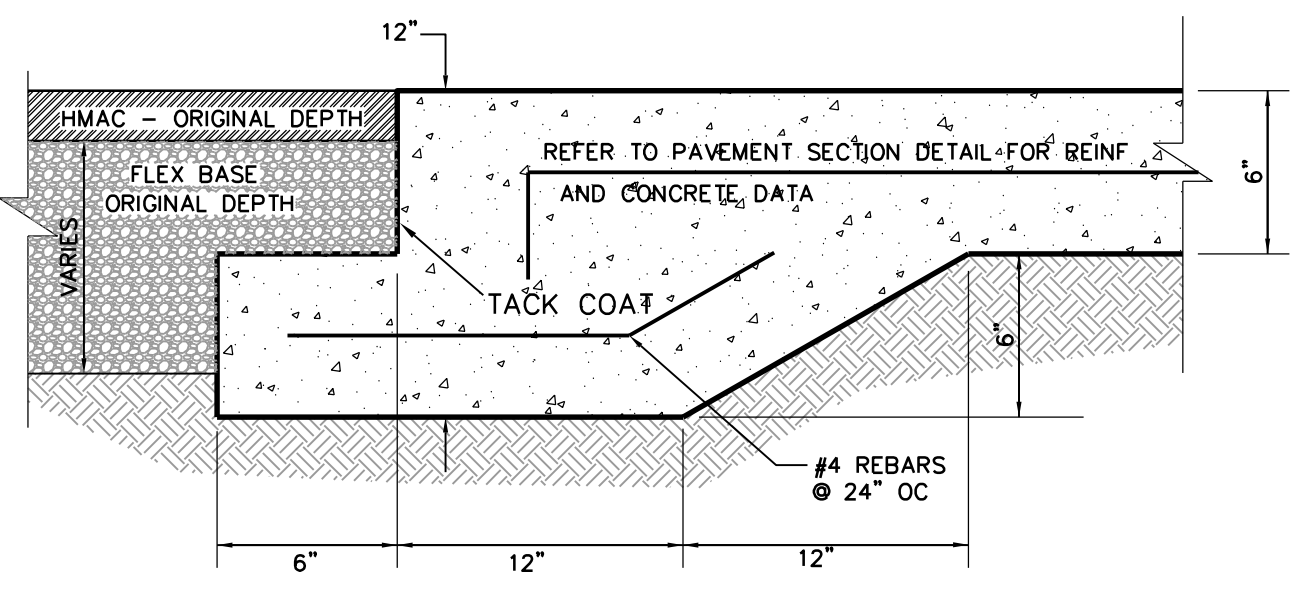 12"
HMAC - ORIGINAL DEPTH
FLEX BASE
ORIGINAL DEPTH
VARIES
REFER TO PAVEMENT SECTION DETAIL FOR REINF
AND CONCRETE DATA
6"
TACK COAT
6"
#4 REBARS
@ 24" OC
6"
12"
12"